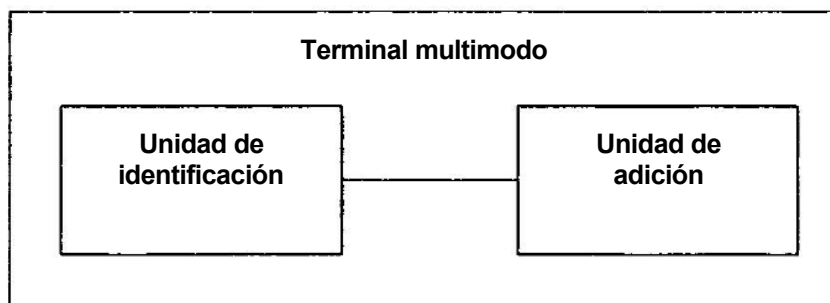 Terminal multimodo
Unidad de
identificación
Unidad de
adición